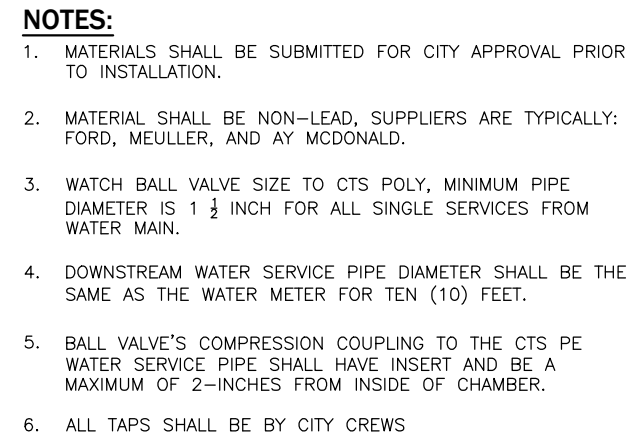 NOTES:
1. MATERIALS SHALL BE SUBMITTED FOR CITY APPROVAL PRIOR
TO INSTALLATION.
2. MATERIAL SHALL BE NON-LEAD, SUPPLIERS ARE TYPICALLY:
FORD, MEULLER, AND AY MCDONALD.
3. WATCH BALL VALVE SIZE TO CTS POLY, MINIMUM PIPE
DIAMETER IS 1 ½ INCH FOR ALL SINGLE SERVICES FROM
WATER MAIN.
4. DOWNSTREAM WATER SERVICE PIPE DIAMETER SHALL BE THE
SAME AS THE WATER METER FOR TEN (10) FEET.
5. BALL VALVE'S COMPRESSION COUPLING TO THE CTS PE
WATER SERVICE PIPE SHALL HAVE INSERT AND BE A
MAXIMUM OF 2-INCHES FROM INSIDE OF CHAMBER.
6. ALL TAPS SHALL BE BY CITY CREWS